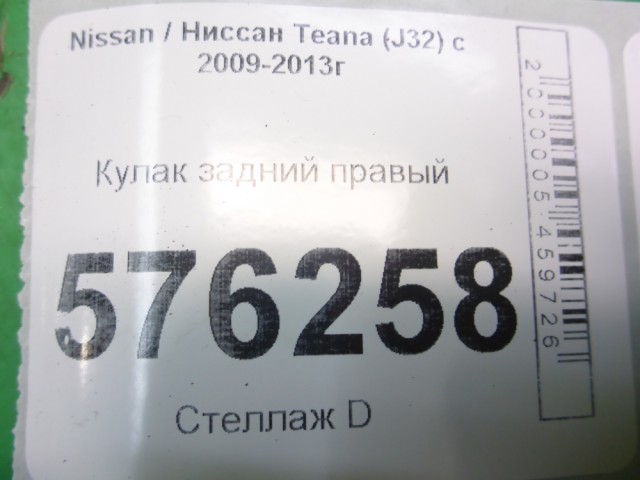 Nissan / Ниссан Teana (J32) с
2009-2013г
Кулак задний правый
576258
Стеллаж D
2000005459726